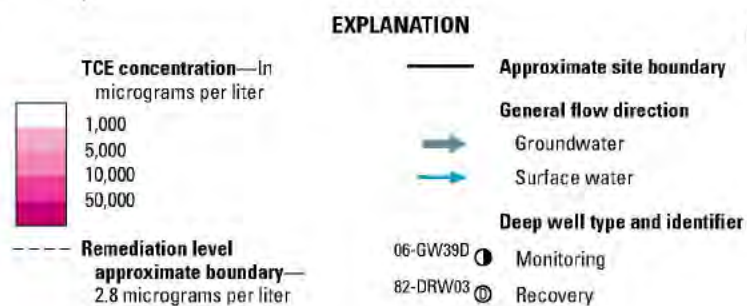 EXPLANATION
TCE concentration—In
micrograms per liter
1,000
5,000
10,000
50,000
Remediation level
approximate boundary—
2.8 micrograms per liter
Approximate site boundary
General flow direction
Groundwater
Surface water
Deep well type and identifier
06-GW39D Monitoring
82-DRW03 D Recovery